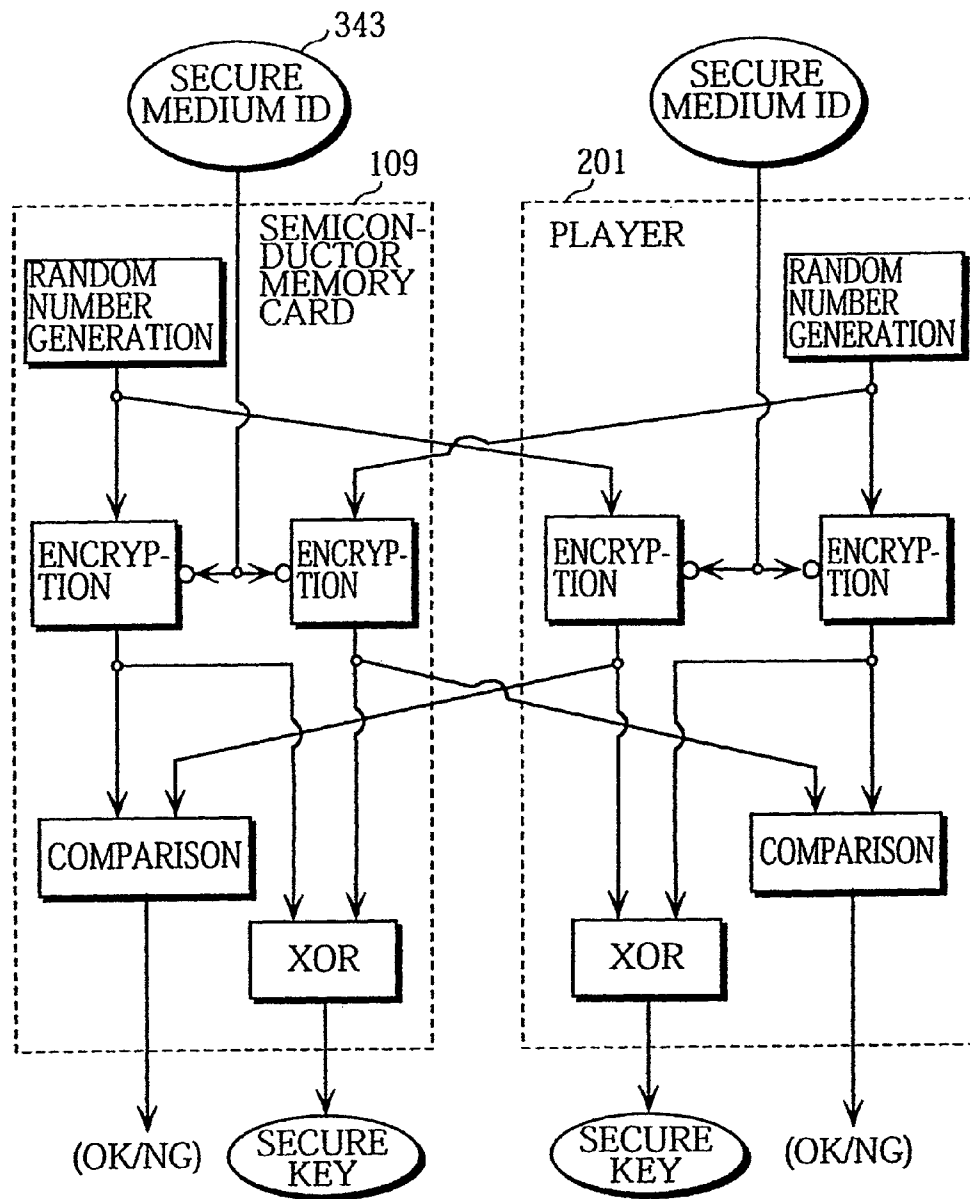 343
SECURE
MEDIUM ID
SECURE
MEDIUM ID
109
201
SEMICON-
DUCTOR
MEMORY
CARD
PLAYER
RANDOM
NUMBER
GENERATION
RANDOM
NUMBER
GENERATION
ENCRYP-
TION
ENCRYP-
TION
ENCRYP-
TION
ENCRYP-
TION
COMPARISON
COMPARISON
XOR
XOR
(OK/NG)
SECURE
KEY
SECURE
KEY
(OK/NG)